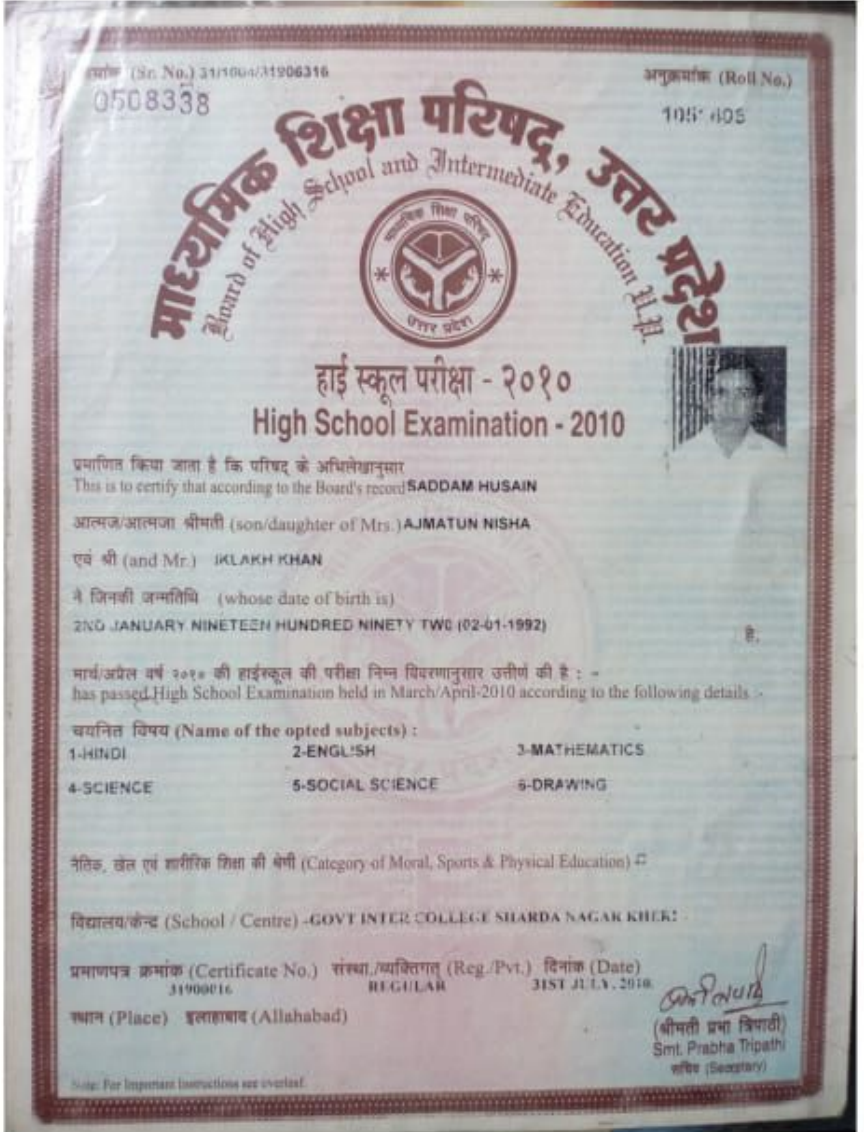 क्रमांक (Sr. No.) 31/1004/31906316
0508338
अनुक्रमांक (Roll No.)
माध्यमिक शिक्षा परिषद्, उत्तर प्रदेश
Board of High School and Intermediate Education U.P.
माध्यमिक शिक्षा परिषद्
उत्तर प्रदेश
हाई स्कूल परीक्षा - २०१०
High School Examination - 2010
प्रमाणित किया जाता है कि परिषद् के अभिलेखानुसार
This is to certify that according to the Board's record SADDAM HUSAIN
आत्मज/आत्मजा श्रीमती (son/daughter of Mrs.) AJMATUN NISHA
एवं श्री (and Mr.) IKLAKH KHAN
ने जिनकी जन्मतिथि (whose date of birth is)
2ND JANUARY NINETEEN HUNDRED NINETY TWO (02-01-1992) है,
मार्च/अप्रैल वर्ष २०१० की हाईस्कूल की परीक्षा निम्न विवरणानुसार उत्तीर्ण की है : -
has passed High School Examination held in March/April-2010 according to the following details :-
चयनित विषय (Name of the opted subjects) :
1-HINDI 2-ENGLISH 3-MATHEMATICS
4-SCIENCE 5-SOCIAL SCIENCE 6-DRAWING
नैतिक, खेल एवं शारीरिक शिक्षा की श्रेणी (Category of Moral, Sports & Physical Education)
विद्यालय/केन्द्र (School / Centre) -GOVT INTER COLLEGE SHARDA NAGAR KHERI
प्रमाणपत्र क्रमांक (Certificate No.) संस्था./व्यक्तिगत् (Reg./Pvt.) दिनांक (Date)
31900016 REGULAR 31ST JULY, 2010
स्थान (Place) इलाहाबाद (Allahabad)
(श्रीमती प्रभा त्रिपाठी)
Smt. Prabha Tripathi
सचिव (Secretary)
Note: For Important Instructions see overleaf.